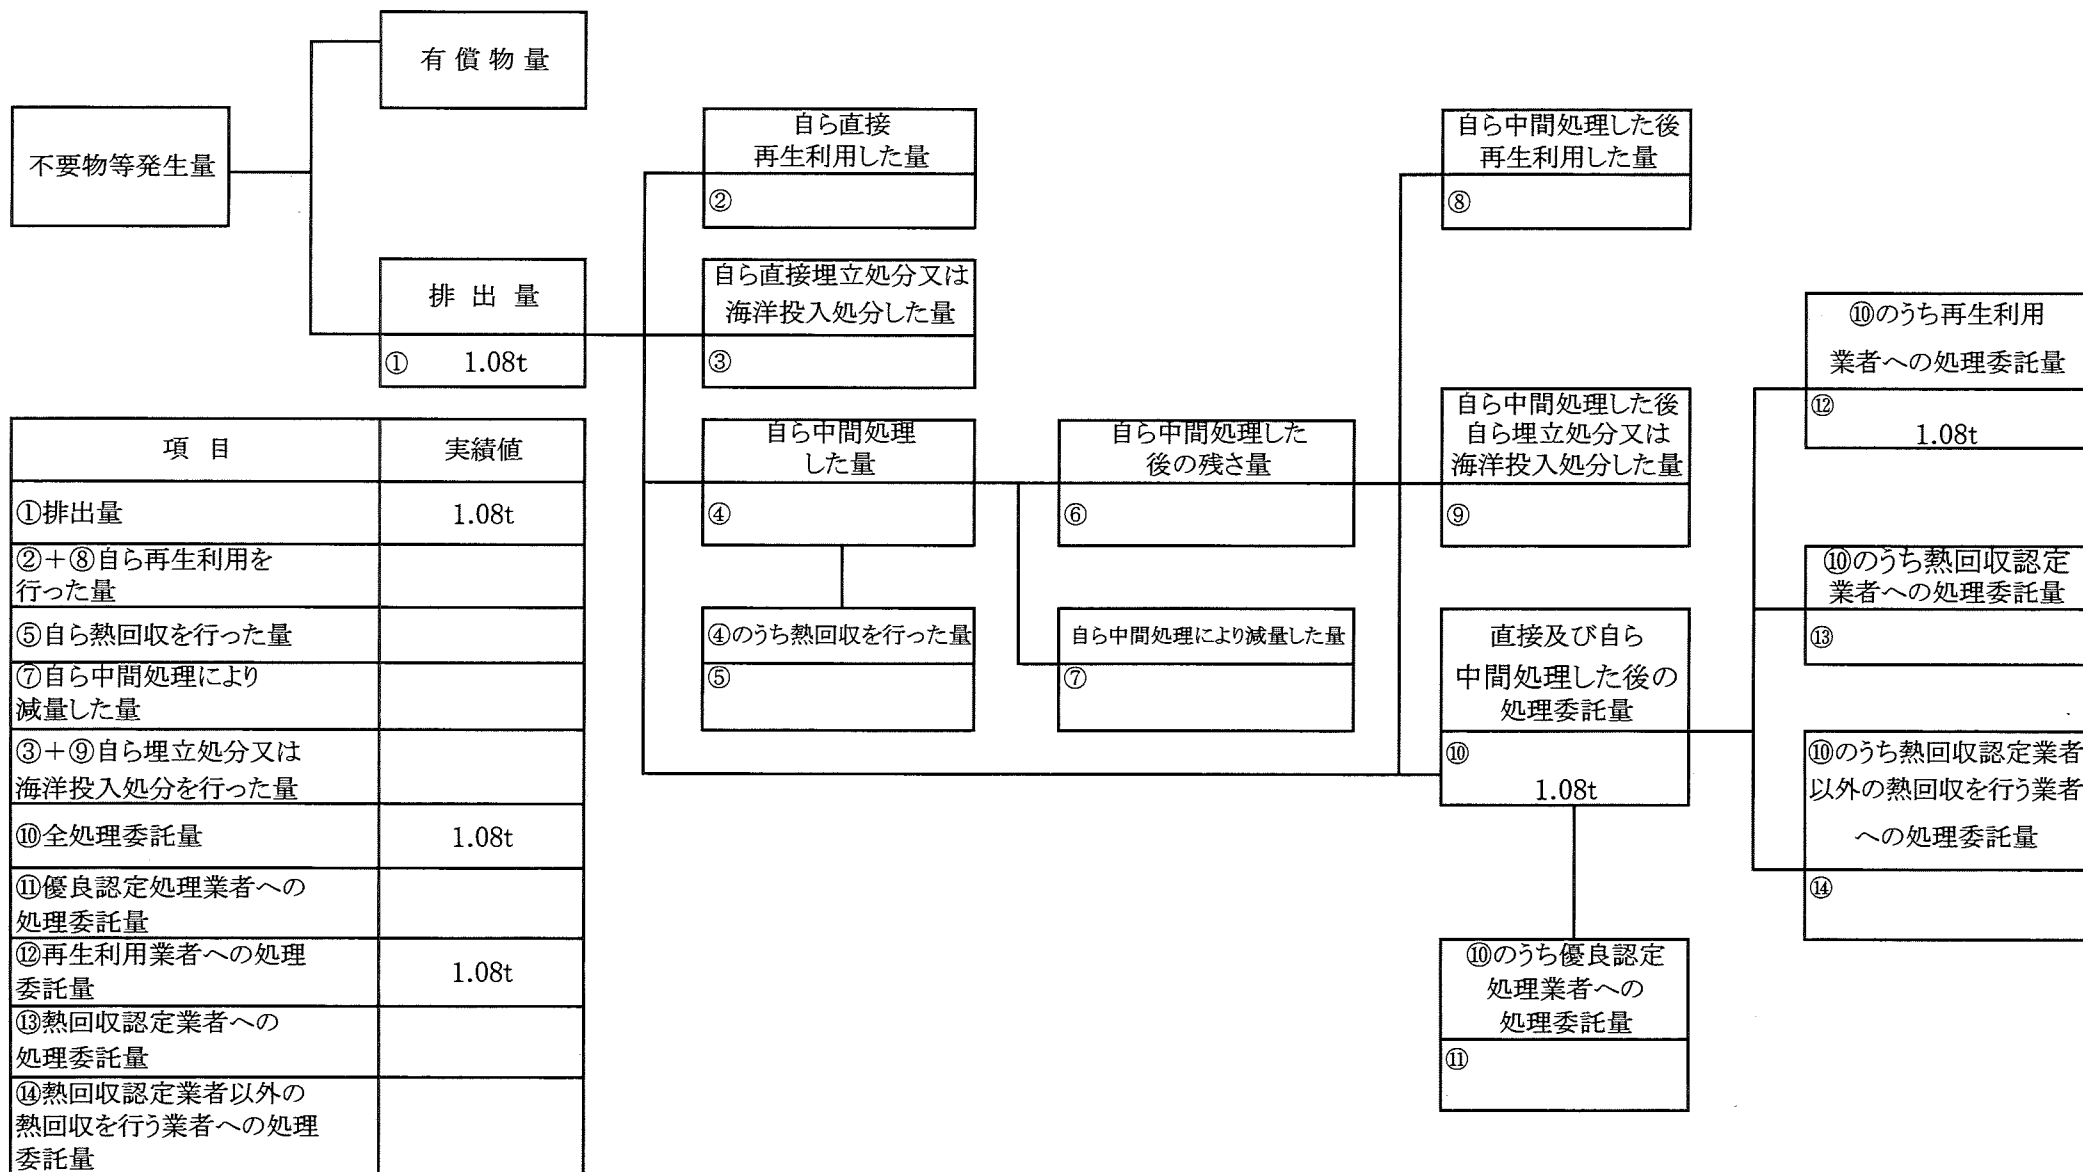 有償物量
不要物等発生量
排出量
① 1.08t
自ら直接
再生利用した量
②
自ら直接埋立処分又は
海洋投入処分した量
③
自ら中間処理
した量
④
④のうち熱回収を行った量
⑤
自ら中間処理した
後の残さ量
⑥
自ら中間処理により減量した量
⑦
自ら中間処理した後
再生利用した量
⑧
自ら中間処理した後
自ら埋立処分又は
海洋投入処分した量
⑨
直接及び自ら
中間処理した後の
処理委託量
⑩
1.08t
⑩のうち優良認定
処理業者への
処理委託量
⑪
⑩のうち再生利用
業者への処理委託量
⑫
1.08t
⑩のうち熱回収認定
業者への処理委託量
⑬
⑩のうち熱回収認定業者
以外の熱回収を行う業者
への処理委託量
⑭
項目 実績値
①排出量 1.08t
②+⑧自ら再生利用を
行った量
⑤自ら熱回収を行った量
⑦自ら中間処理により
減量した量
③+⑨自ら埋立処分又は
海洋投入処分を行った量
⑩全処理委託量 1.08t
⑪優良認定処理業者への
処理委託量
⑫再生利用業者への処理
委託量 1.08t
⑬熱回収認定業者への
処理委託量
⑭熱回収認定業者以外の
熱回収を行う業者への処理
委託量